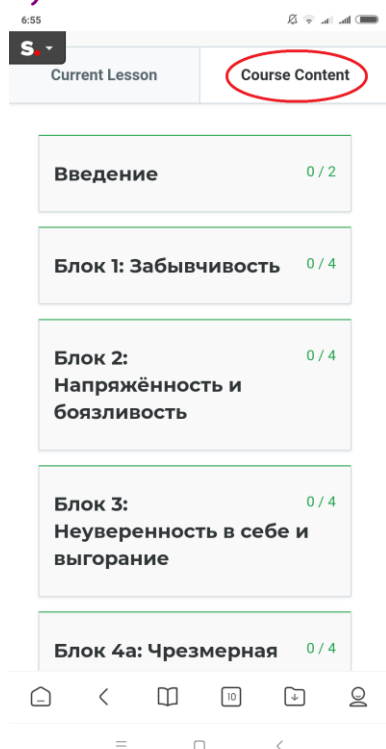 6:55
S.
Current Lesson Course Content
Введение 0 / 2
Блок 1: Забывчивость 0 / 4
Блок 2: 0 / 4
Напряжённость и
боязливость
Блок 3: 0 / 4
Неуверенность в себе и
выгорание
Блок 4а: Чрезмерная 0 / 4
10